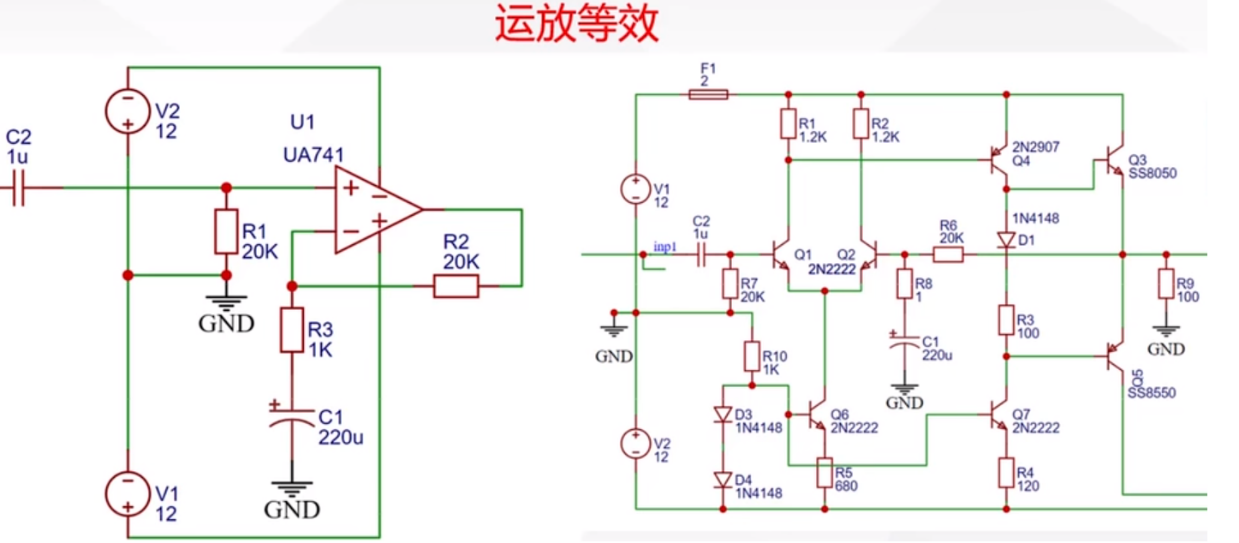 运放等效
C2
1u
V2
12
U1
UA741
R1
20K
GND
R2
20K
R3
1K
C1
220u
GND
V1
12
F1
2
R1
1.2K
R2
1.2K
2N2907
Q4
Q3
SS8050
V1
12
C2
1u
inp1
Q1
Q2
2N2222
R6
20K
1N4148
D1
R7
20K
R8
1
R9
100
GND
R3
100
C1
220u
GND
GND
R10
1K
Q5
SS8550
D3
1N4148
Q6
2N2222
Q7
2N2222
V2
12
D4
1N4148
R5
680
R4
120